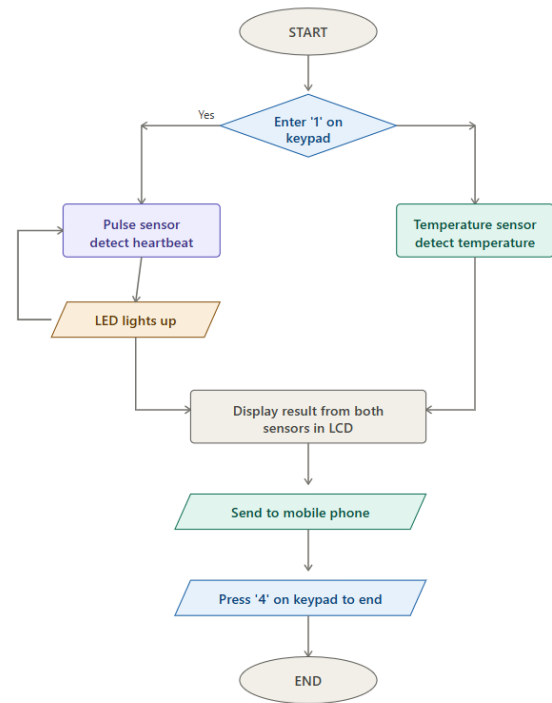 START
Yes
Enter '1' on
keypad
Pulse sensor
detect heartbeat
Temperature sensor
detect temperature
LED lights up
Display result from both
sensors in LCD
Send to mobile phone
Press '4' on keypad to end
END